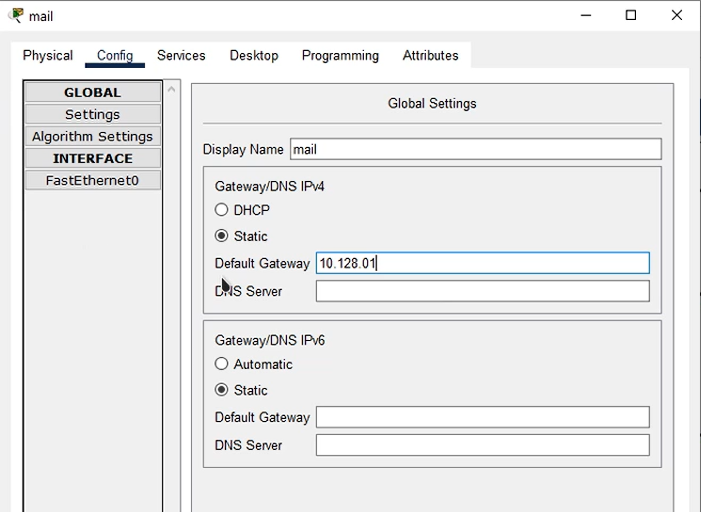 mail
Physical Config Services Desktop Programming Attributes
GLOBAL
Settings
Algorithm Settings
INTERFACE
FastEthernet0
Global Settings
Display Name mail
Gateway/DNS IPv4
DHCP
Static
Default Gateway 10.128.01
DNS Server
Gateway/DNS IPv6
Automatic
Static
Default Gateway
DNS Server